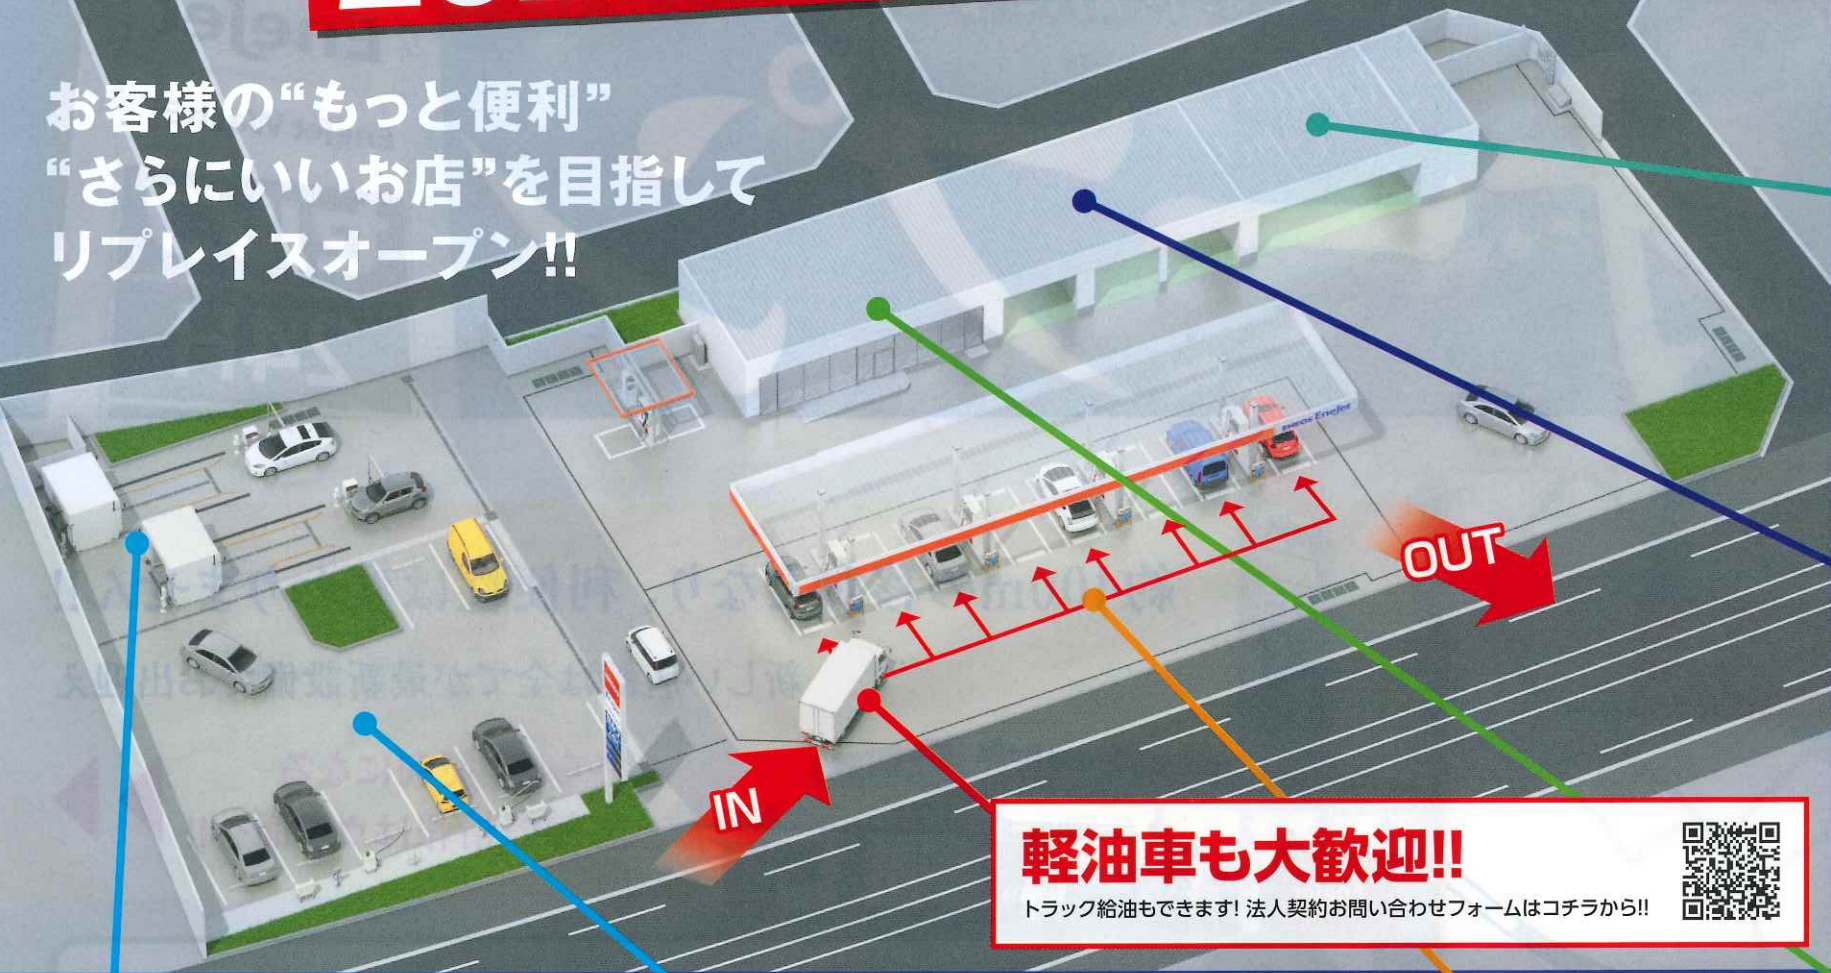 お客様の“もっと便利”
“さらにいいお店”を目指して
リプレイスオープン!!
ENEOS EneJet
OUT
IN
軽油車も大歓迎!!
トラック給油もできます! 法人契約お問い合わせフォームはコチラから!!